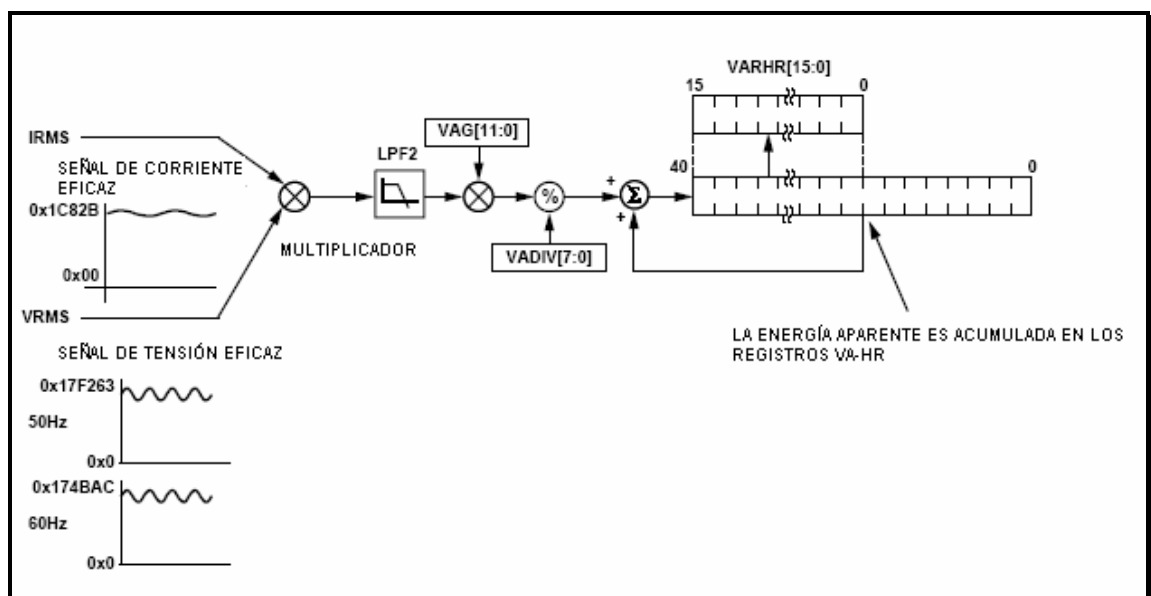 VARHR[15:0]
15
0
IRMS
VAG[11:0]
SEÑAL DE CORRIENTE
EFICAZ
LPF2
40
0
0x1C82B
+
%
Σ
+
MULTIPLICADOR
VADIV[7:0]
0x00
VRMS
SEÑAL DE TENSIÓN EFICAZ
LA ENERGÍA APARENTE ES ACUMULADA EN LOS
REGISTROS VA-HR
0x17F263
50Hz
0x0
0x174BAC
60Hz
0x0